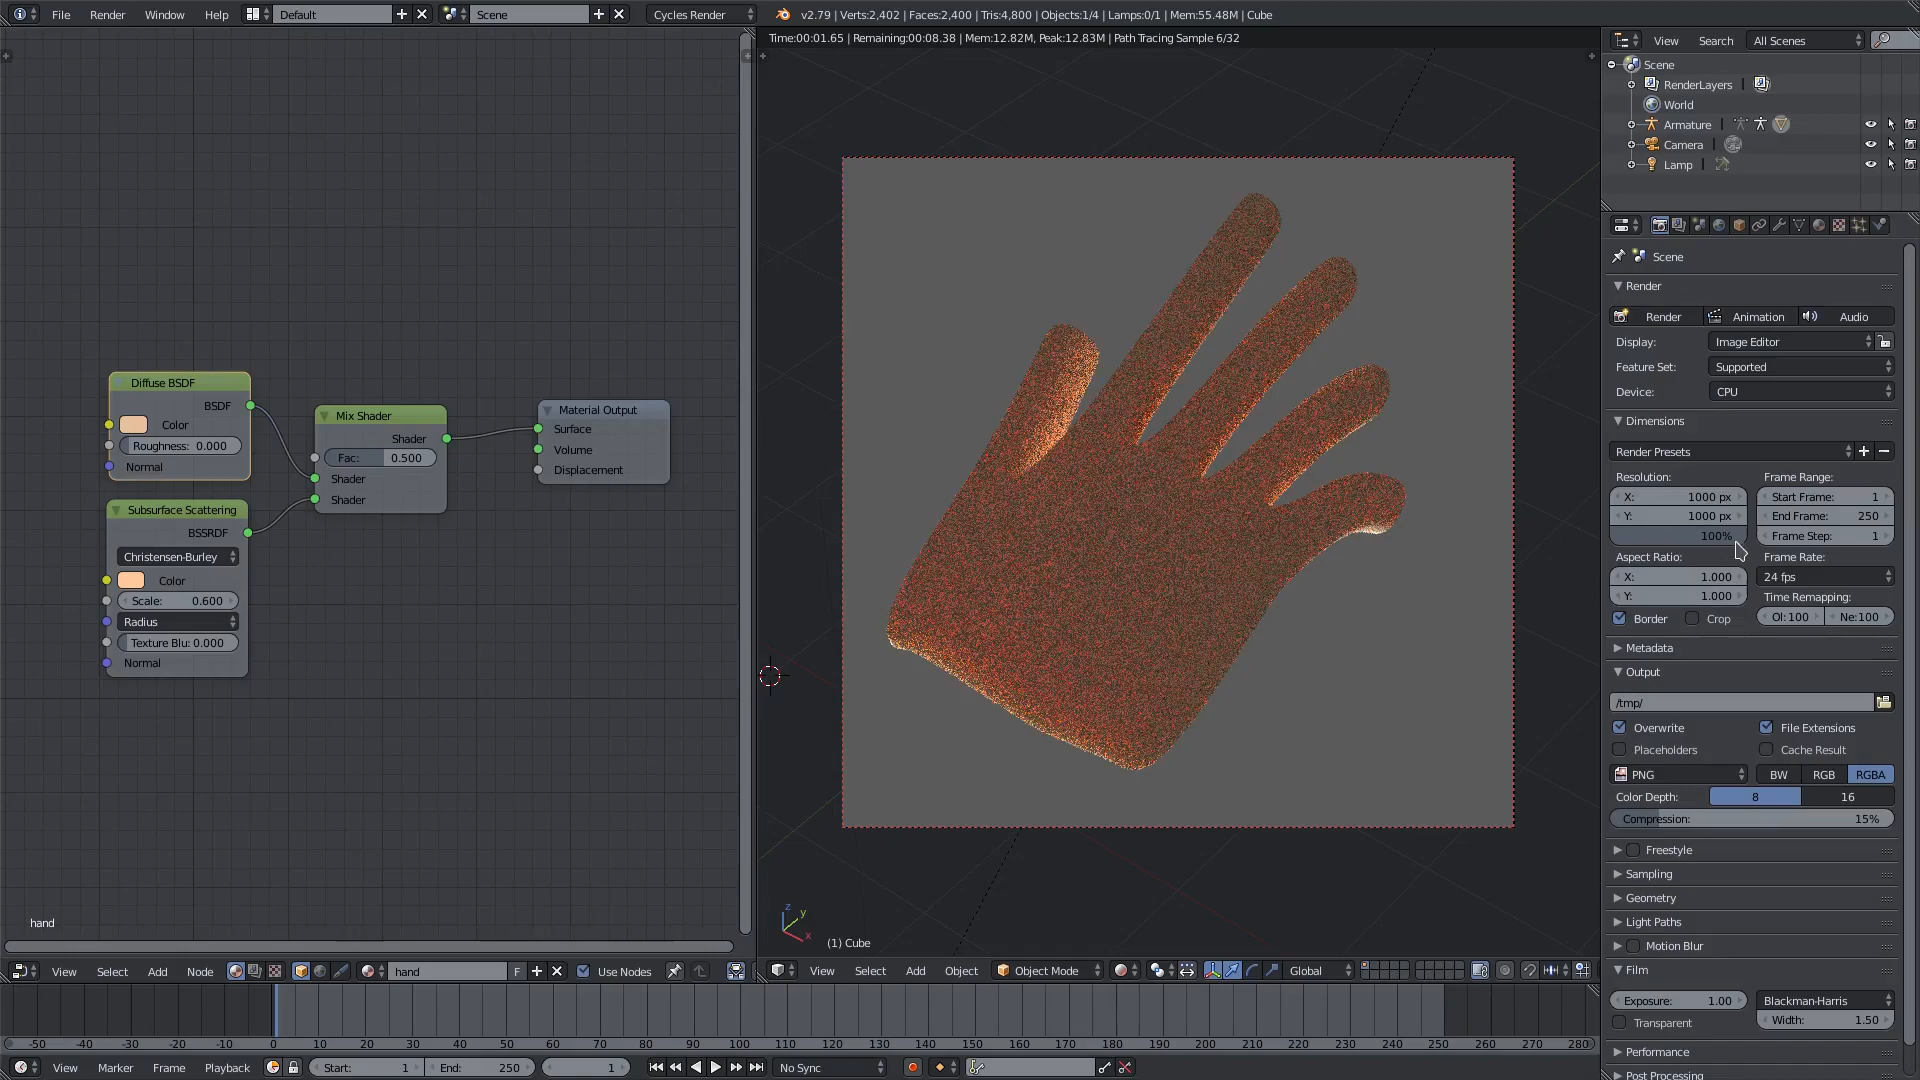 File Render Window Help Default Scene Cycles Render v2.79 | Verts:2,402 | Faces:2,400 | Tris:4,800 | Objects:1/4 | Lamps:0/1 | Mem:55.48M | Cube
Time:00:01.65 | Remaining:00:08.38 | Mem:12.82M, Peak:12.83M | Path Tracing Sample 6/32
View Search All Scenes
Scene
RenderLayers
World
Armature
Camera
Lamp
Scene
Render
Render Animation Audio
Display: Image Editor
Feature Set: Supported
Device: CPU
Dimensions
Render Presets
Resolution: Frame Range:
X: 1000 px Start Frame: 1
Y: 1000 px End Frame: 250
100% Frame Step: 1
Aspect Ratio: Frame Rate:
X: 1.000 24 fps
Y: 1.000 Time Remapping:
Border Crop Ol:100 Ne:100
Metadata
Output
/tmp/
Overwrite File Extensions
Placeholders Cache Result
PNG BW RGB RGBA
Color Depth: 8 16
Compression: 15%
Freestyle
Sampling
Geometry
Light Paths
Motion Blur
Film
Exposure: 1.00 Blackman-Harris
Transparent Width: 1.50
Performance
Post Processing
Diffuse BSDF
BSDF
Color
Roughness: 0.000
Normal
Mix Shader
Shader
Fac: 0.500
Shader
Shader
Material Output
Surface
Volume
Displacement
Subsurface Scattering
BSSRDF
Christensen-Burley
Color
Scale: 0.600
Radius
Texture Blu: 0.000
Normal
hand
z y x
(1) Cube
View Select Add Node hand F Use Nodes
View Select Add Object Object Mode Global
-50 -40 -30 -20 -10 0 10 20 30 40 50 60 70 80 90 100 110 120 130 140 150 160 170 180 190 200 210 220 230 240 250 260 270 280
View Marker Frame Playback Start: 1 End: 250 1 No Sync